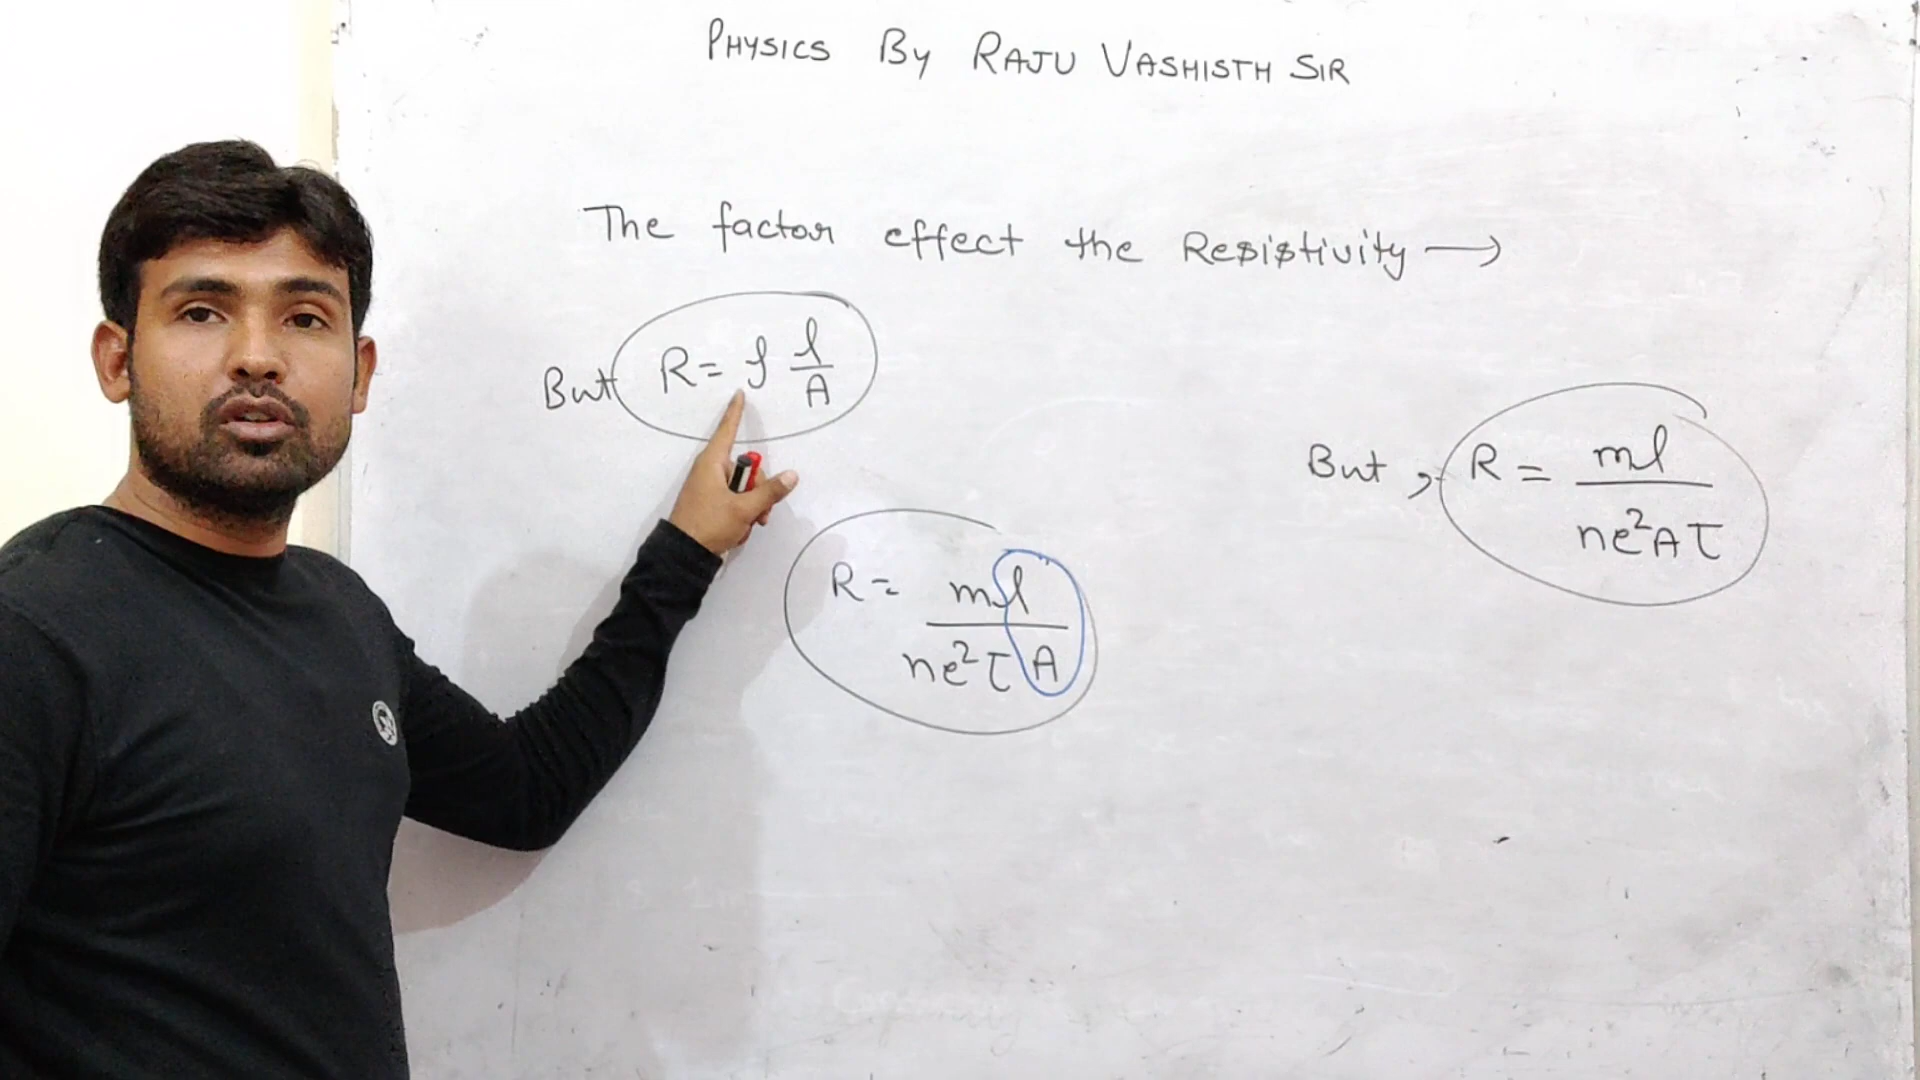 PHYSICS By RAJU VASHISTH SIR
The factor effect the Resistivity →
But R = ρ l/A
But, R = ml/ne²Aτ
R = ml/ne²τA